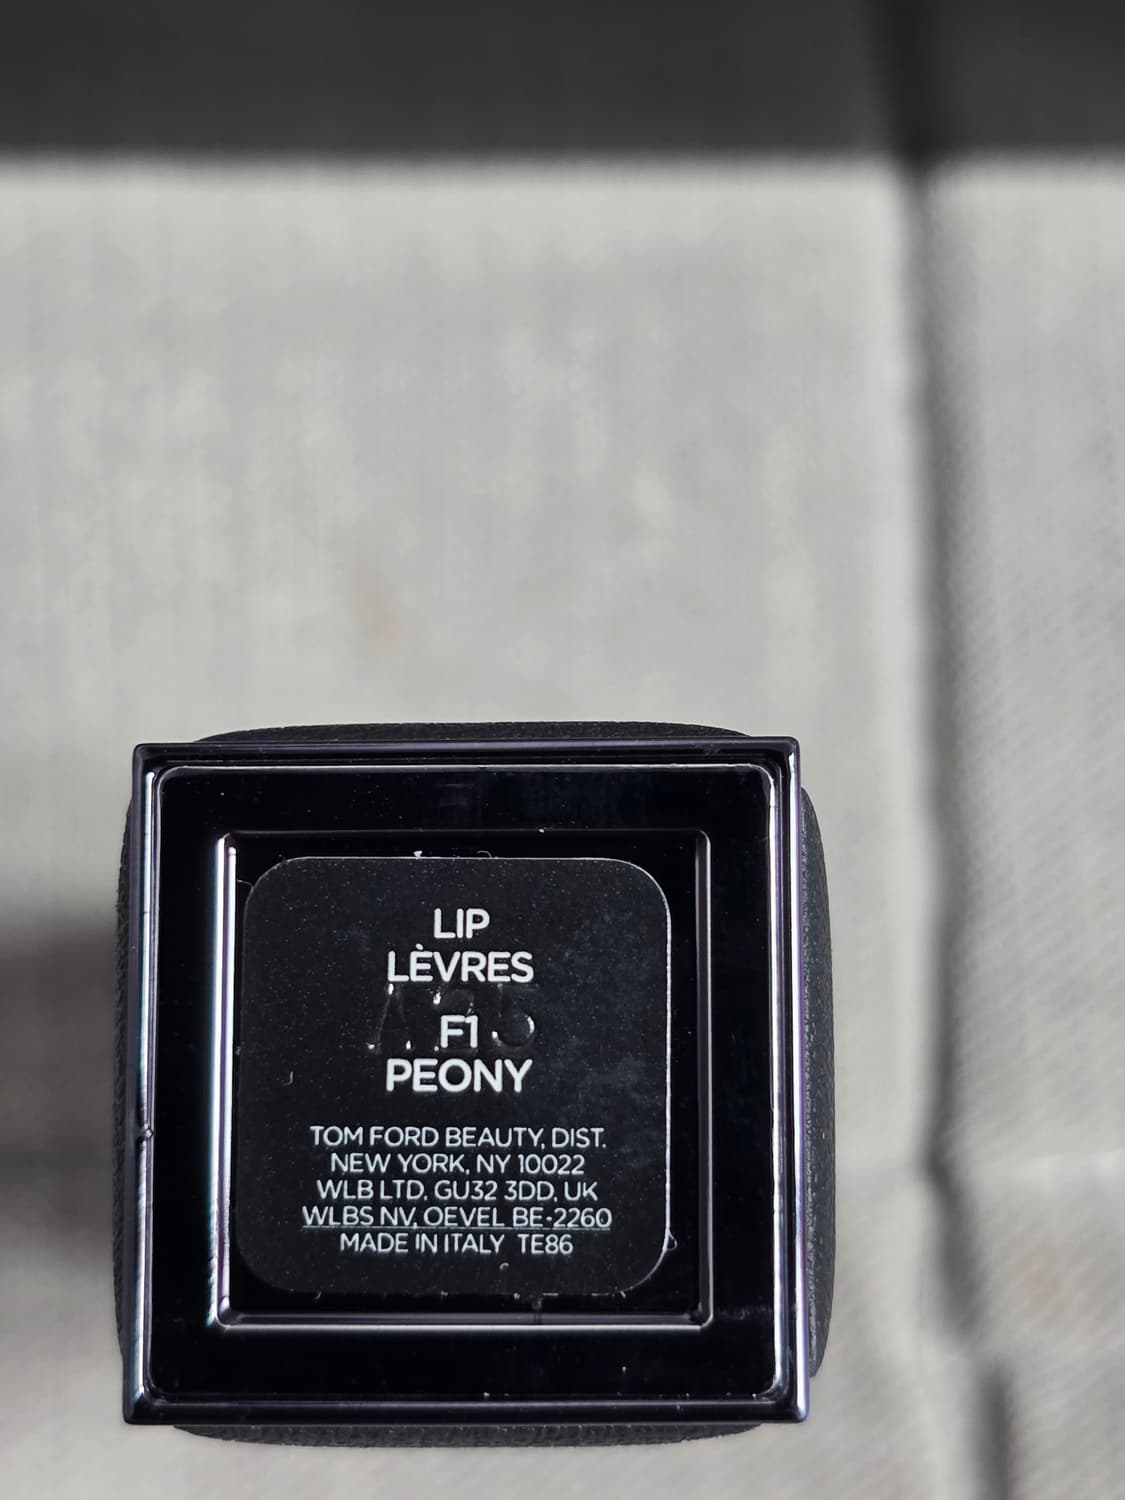 LIP
LÈVRES
F1
PEONY
TOM FORD BEAUTY, DIST.
NEW YORK, NY 10022
WLB LTD, GU32 3DD, UK
WLBS NV, OEVEL BE-2260
MADE IN ITALY TE86